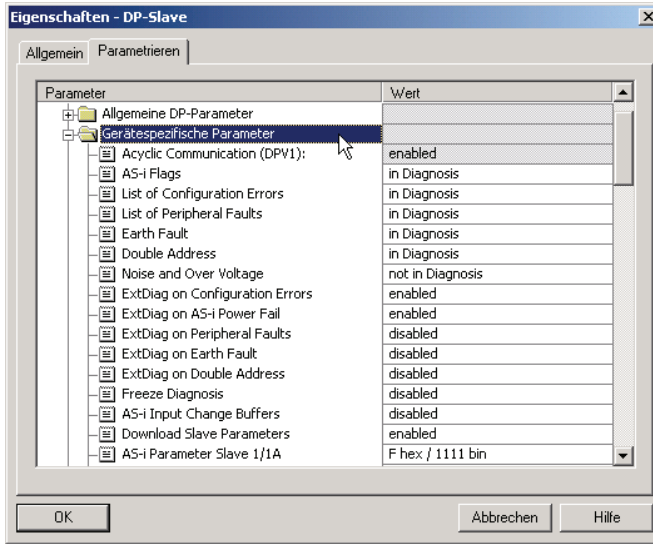 Eigenschaften - DP-Slave
Allgemein Parametrieren
Parameter Wert
Allgemeine DP-Parameter
Gerätespezifische Parameter
Acyclic Communication (DPV1): enabled
AS-i Flags in Diagnosis
List of Configuration Errors in Diagnosis
List of Peripheral Faults in Diagnosis
Earth Fault in Diagnosis
Double Address in Diagnosis
Noise and Over Voltage not in Diagnosis
ExtDiag on Configuration Errors enabled
ExtDiag on AS-i Power Fail enabled
ExtDiag on Peripheral Faults disabled
ExtDiag on Earth Fault disabled
ExtDiag on Double Address disabled
Freeze Diagnosis disabled
AS-i Input Change Buffers disabled
Download Slave Parameters enabled
AS-i Parameter Slave 1/1A F hex / 1111 bin
OK Abbrechen Hilfe